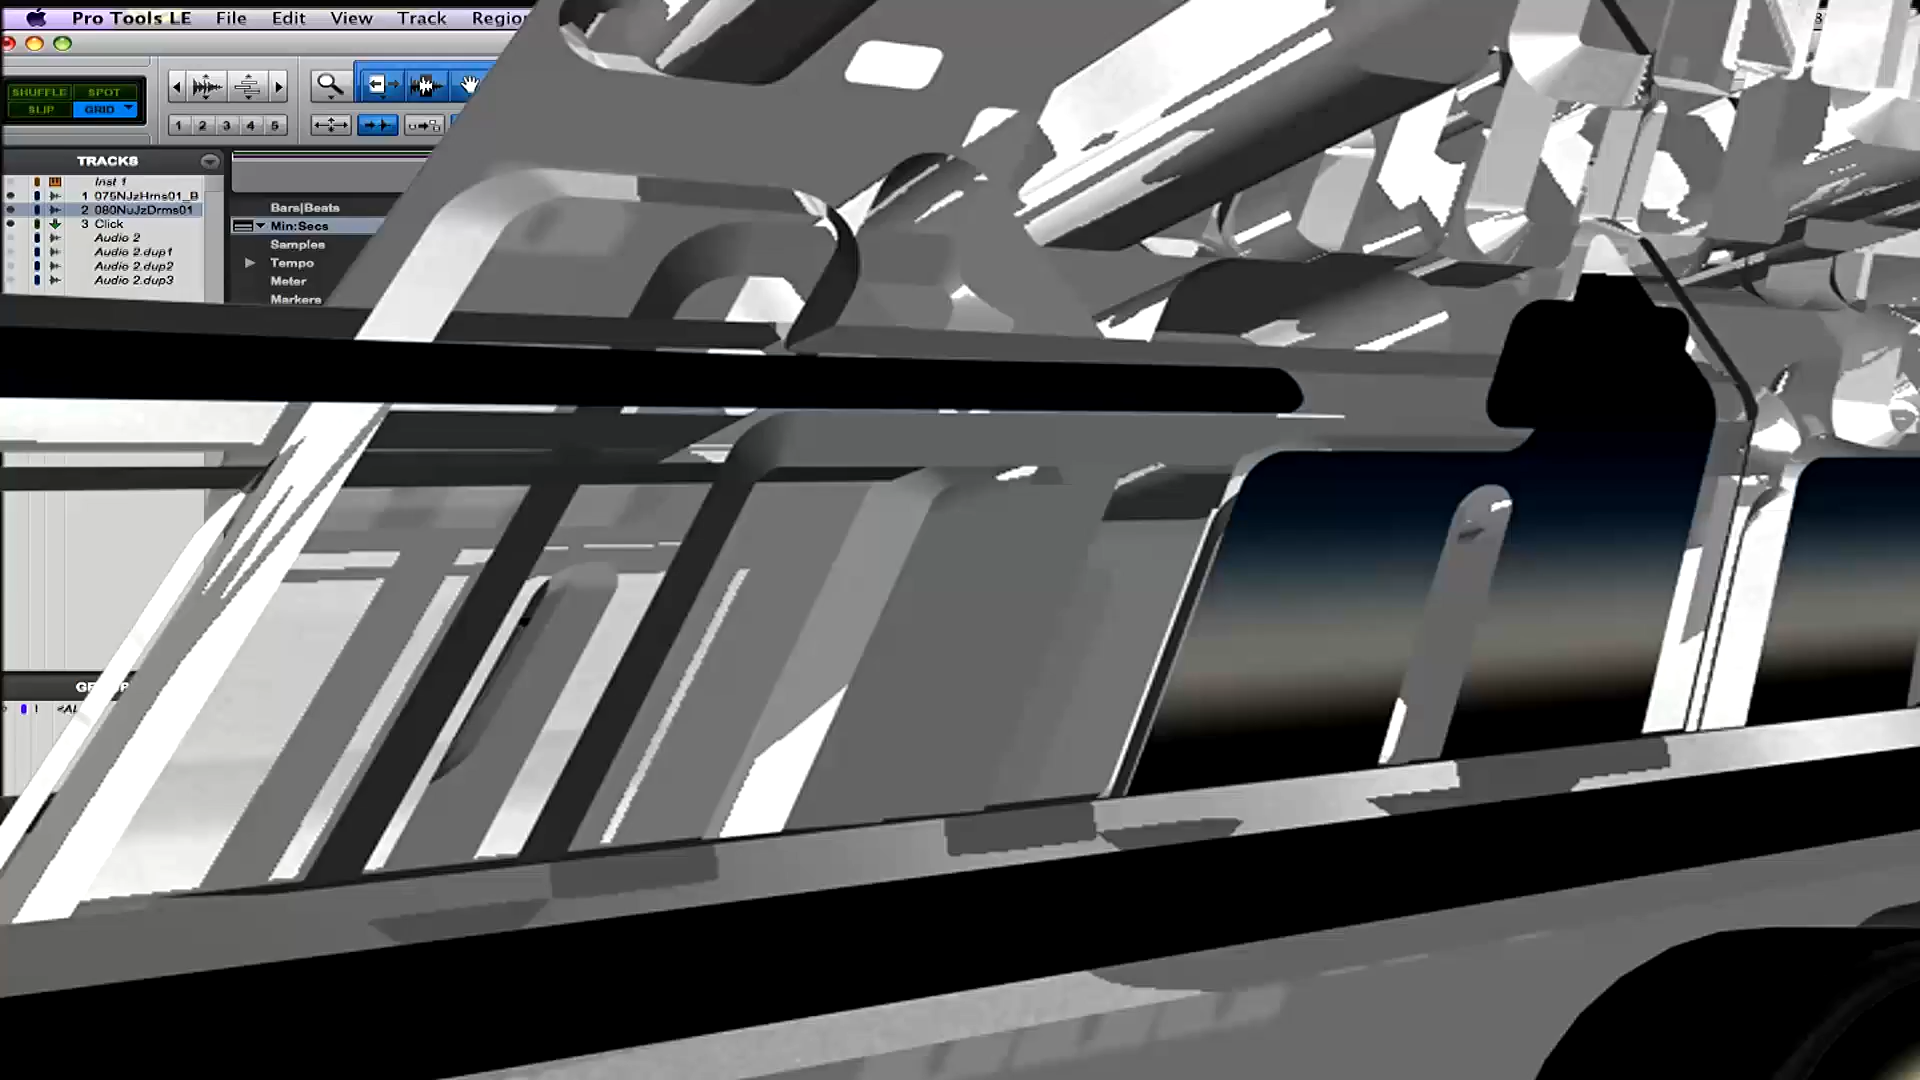 Pro Tools LE File Edit View Track Region
SHUFFLE SPOT
SLIP GRID
1 2 3 4 5
TRACKS
Inst 1
1 075NJzHrns01_B
2 080NuJzDrms01
3 Click
Audio 2
Audio 2.dup1
Audio 2.dup2
Audio 2.dup3
Bars|Beats
Min:Secs
Samples
Tempo
Meter
Markers